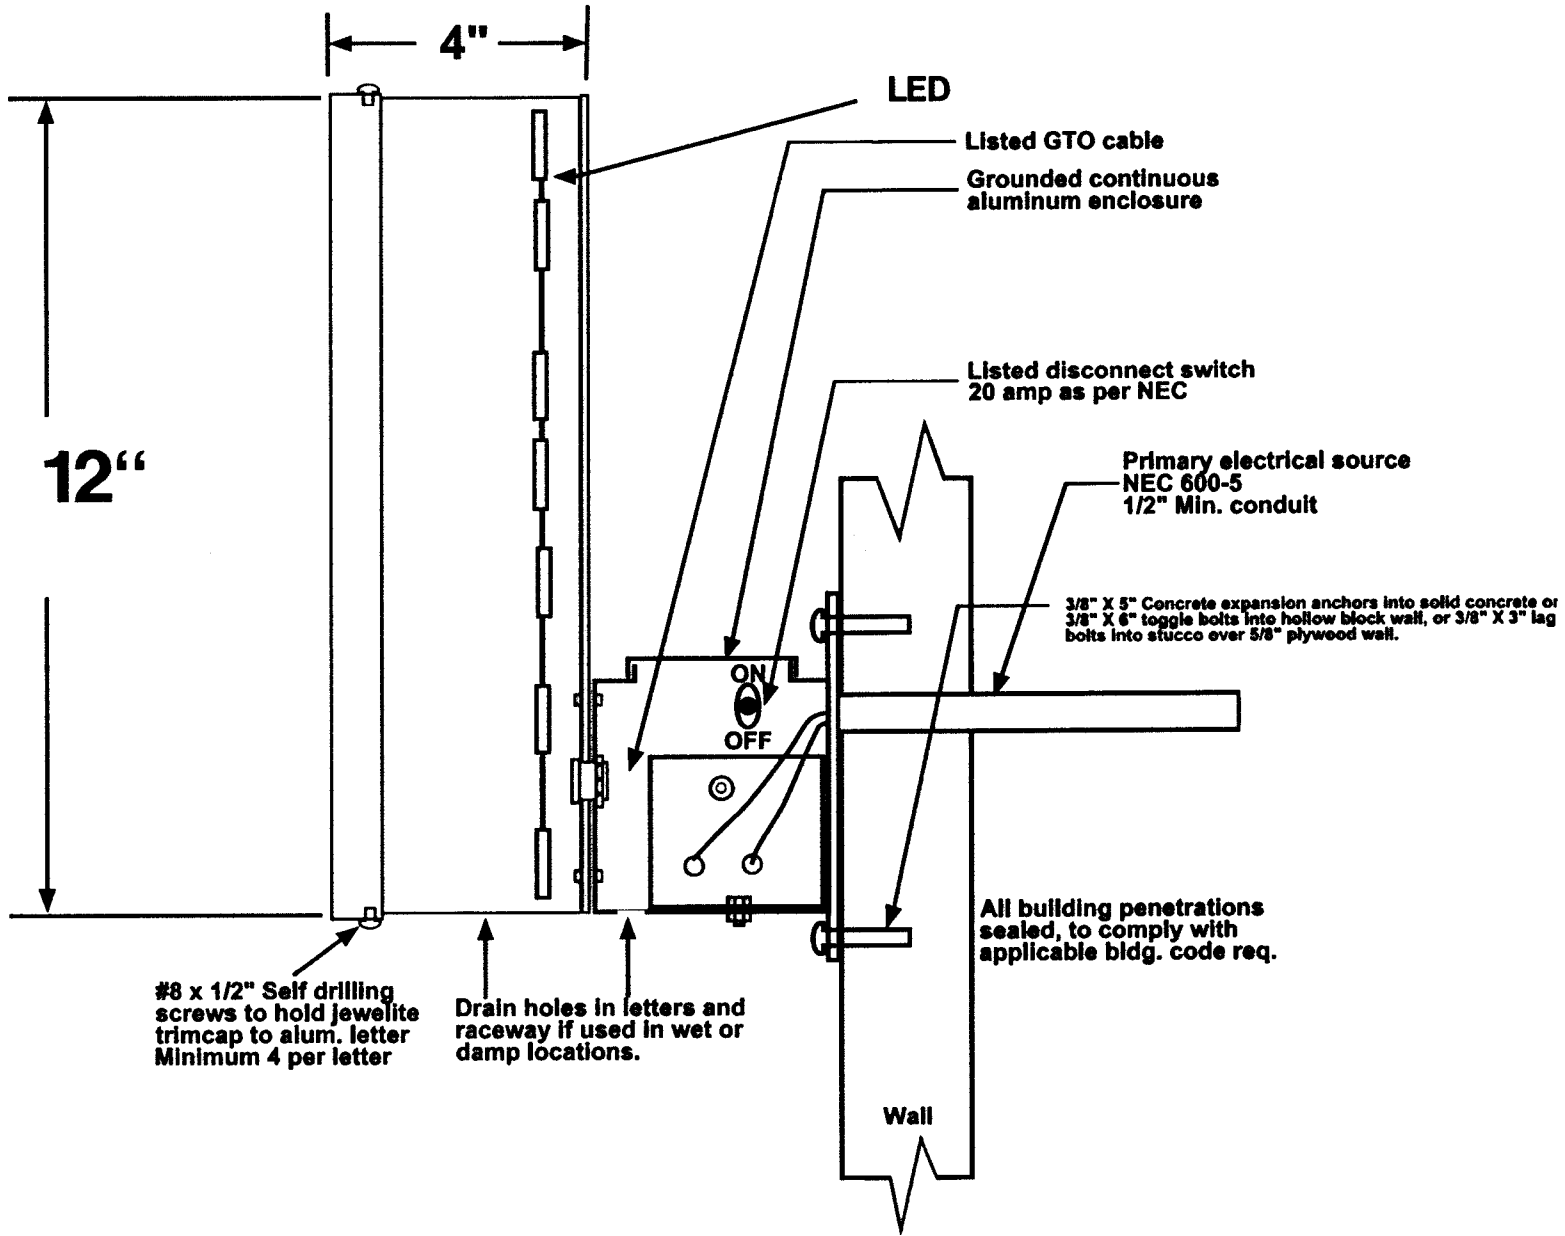 4"
LED
Listed GTO cable
Grounded continuous
aluminum enclosure
Listed disconnect switch
20 amp as per NEC
12“
Primary electrical source
NEC 600-5
1/2" Min. conduit
3/8" X 5" Concrete expansion anchors into solid concrete or
3/8" X 6" toggle bolts into hollow block wall, or 3/8" X 3" lag
bolts into stucco over 5/8" plywood wall.
ON
OFF
All building penetrations
sealed, to comply with
applicable bldg. code req.
#8 x 1/2" Self drilling
screws to hold jewelite
trimcap to alum. letter
Minimum 4 per letter
Drain holes in letters and
raceway if used in wet or
damp locations.
Wall